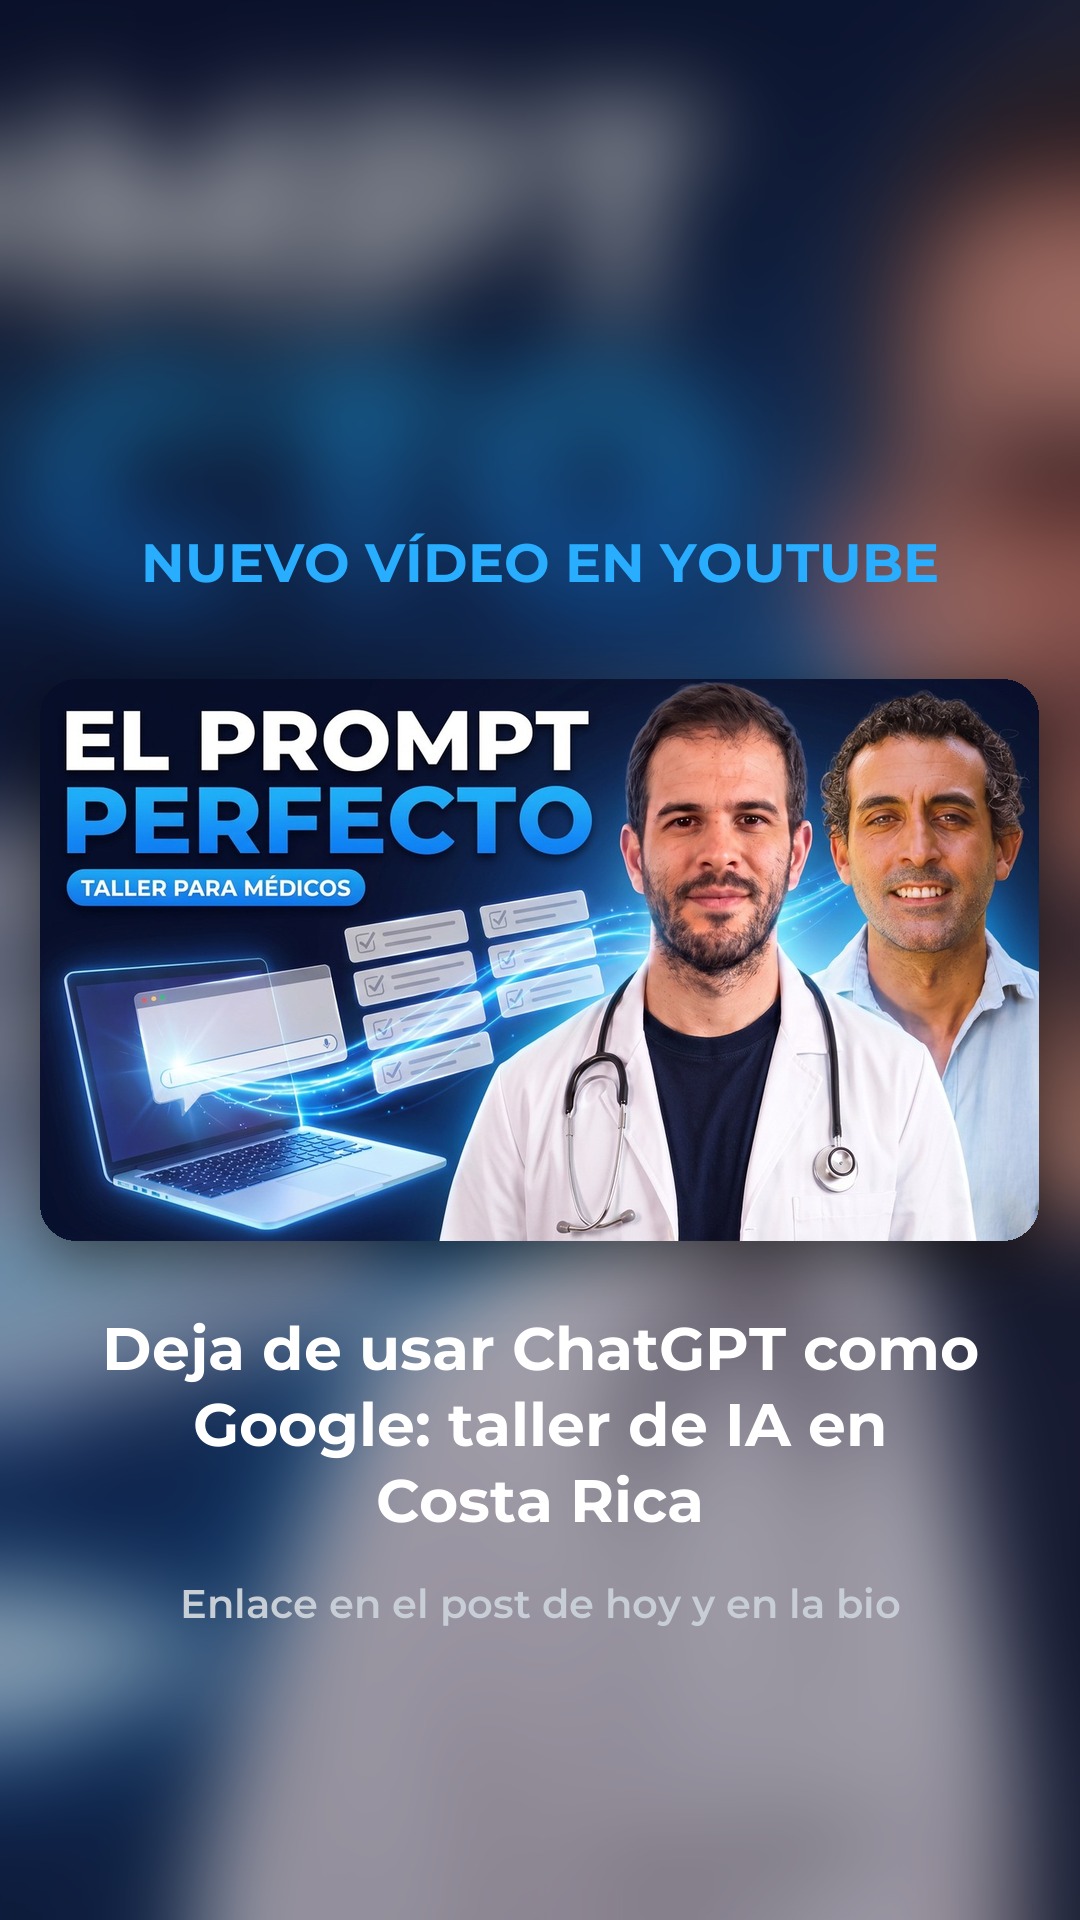 NUEVO VÍDEO EN YOUTUBE
EL PROMPT
PERFECTO
TALLER PARA MÉDICOS
Deja de usar ChatGPT como
Google: taller de IA en
Costa Rica
Enlace en el post de hoy y en la bio